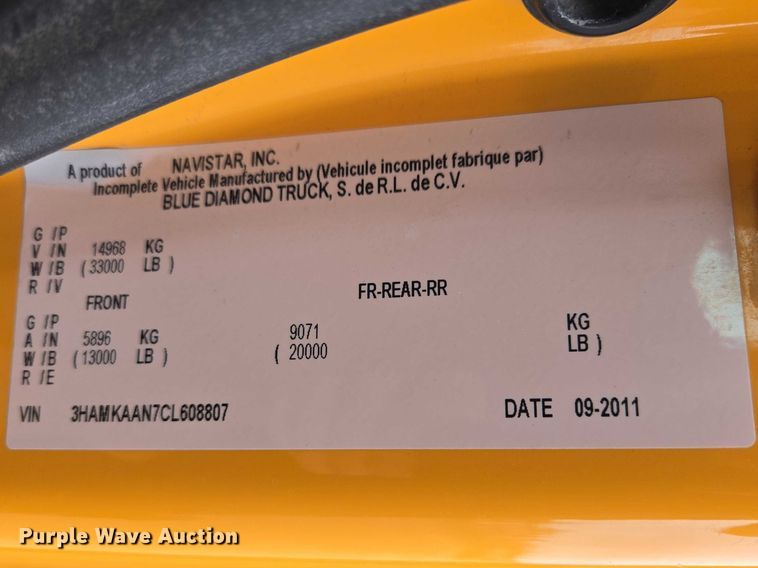 A product of NAVISTAR, INC.
Incomplete Vehicle Manufactured by (Vehicule incomplet fabrique par)
BLUE DIAMOND TRUCK, S. de R.L. de C.V.
G /P
V /N 14968 KG
W /B ( 33000 LB )
R /V
FRONT FR-REAR-RR
G /P
A /N 5896 KG 9071 KG
W /B ( 13000 LB ) ( 20000 LB )
R /E
VIN 3HAMKAAN7CL608807 DATE 09-2011
Purple Wave Auction